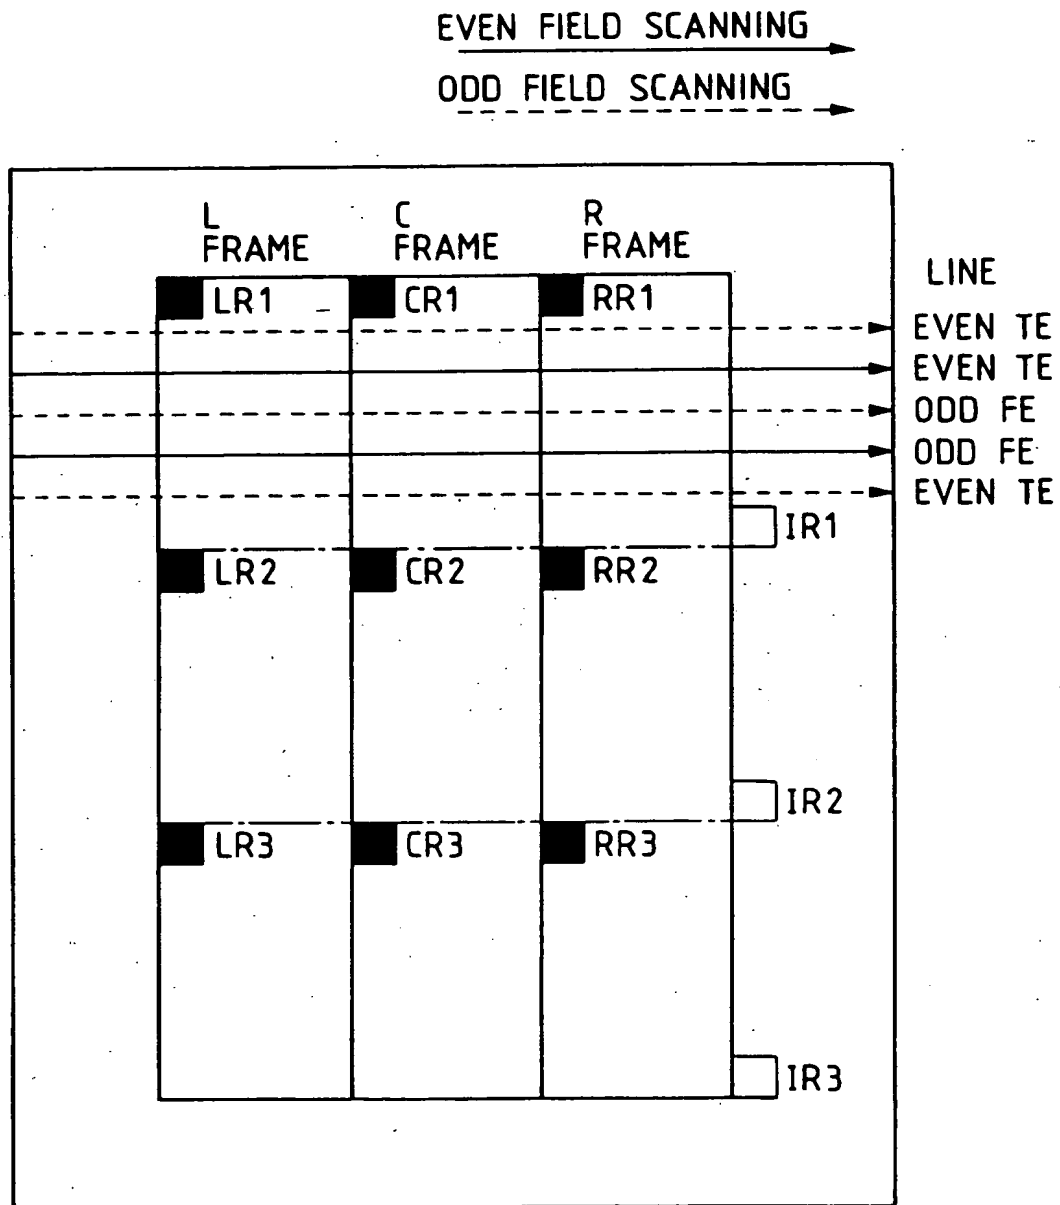 EVEN FIELD SCANNING
ODD FIELD SCANNING
L FRAME
C FRAME
R FRAME
LINE
LR1
CR1
RR1
EVEN TE
EVEN TE
ODD FE
ODD FE
EVEN TE
IR1
LR2
CR2
RR2
IR2
LR3
CR3
RR3
IR3